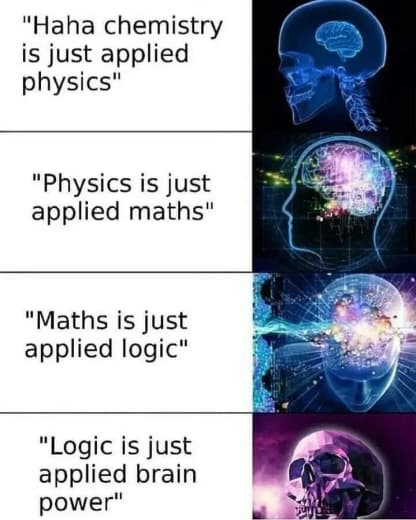 "Haha chemistry
is just applied
physics"
"Physics is just
applied maths"
"Maths is just
applied logic"
"Logic is just
applied brain
power"